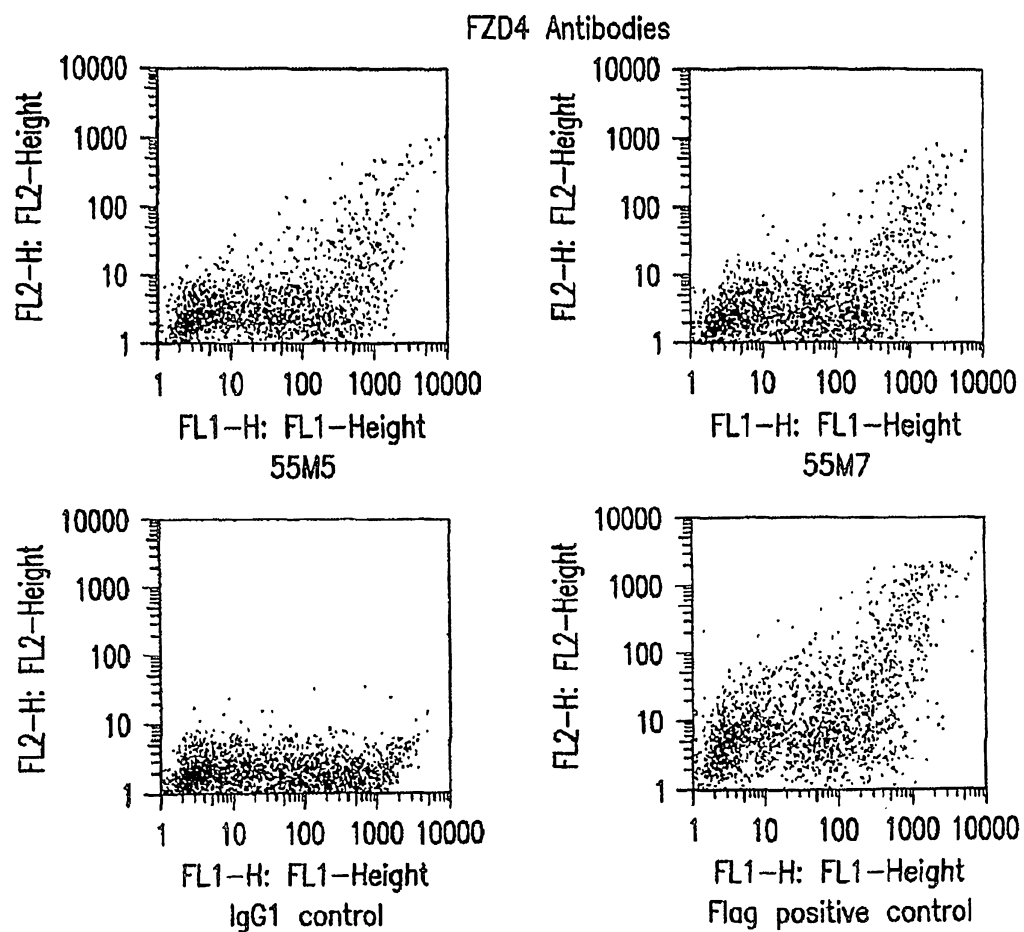 FZD4 Antibodies
FL2-H: FL2-Height
10000
1000
100
10
1
1 10 100 1000 10000
FL1-H: FL1-Height
55M5
FL2-H: FL2-Height
10000
1000
100
10
1
1 10 100 1000 10000
FL1-H: FL1-Height
55M7
FL2-H: FL2-Height
10000
1000
100
10
1
1 10 100 1000 10000
FL1-H: FL1-Height
IgG1 control
FL2-H: FL2-Height
10000
1000
100
10
1
1 10 100 1000 10000
FL1-H: FL1-Height
Flag positive control